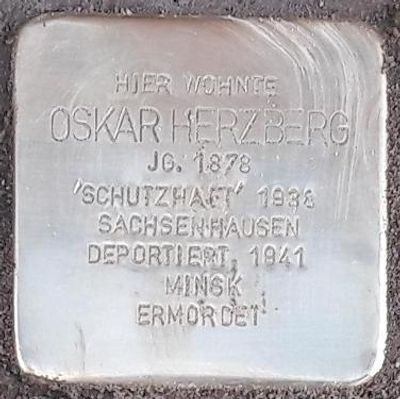 HIER WOHNTE
OSKAR HERZBERG
JG. 1878
'SCHUTZHAFT' 1938
SACHSENHAUSEN
DEPORTIERT 1941
MINSK
ERMORDET